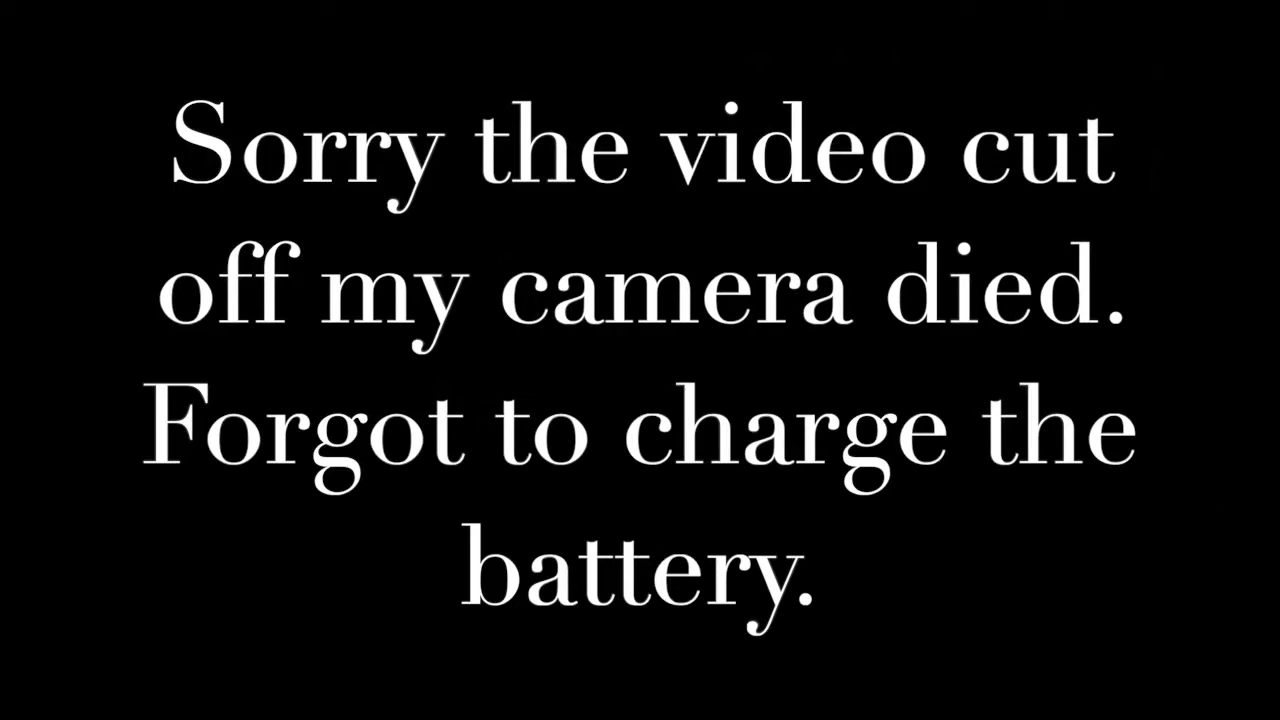 Sorry the video cut
off my camera died.
Forgot to charge the
battery.